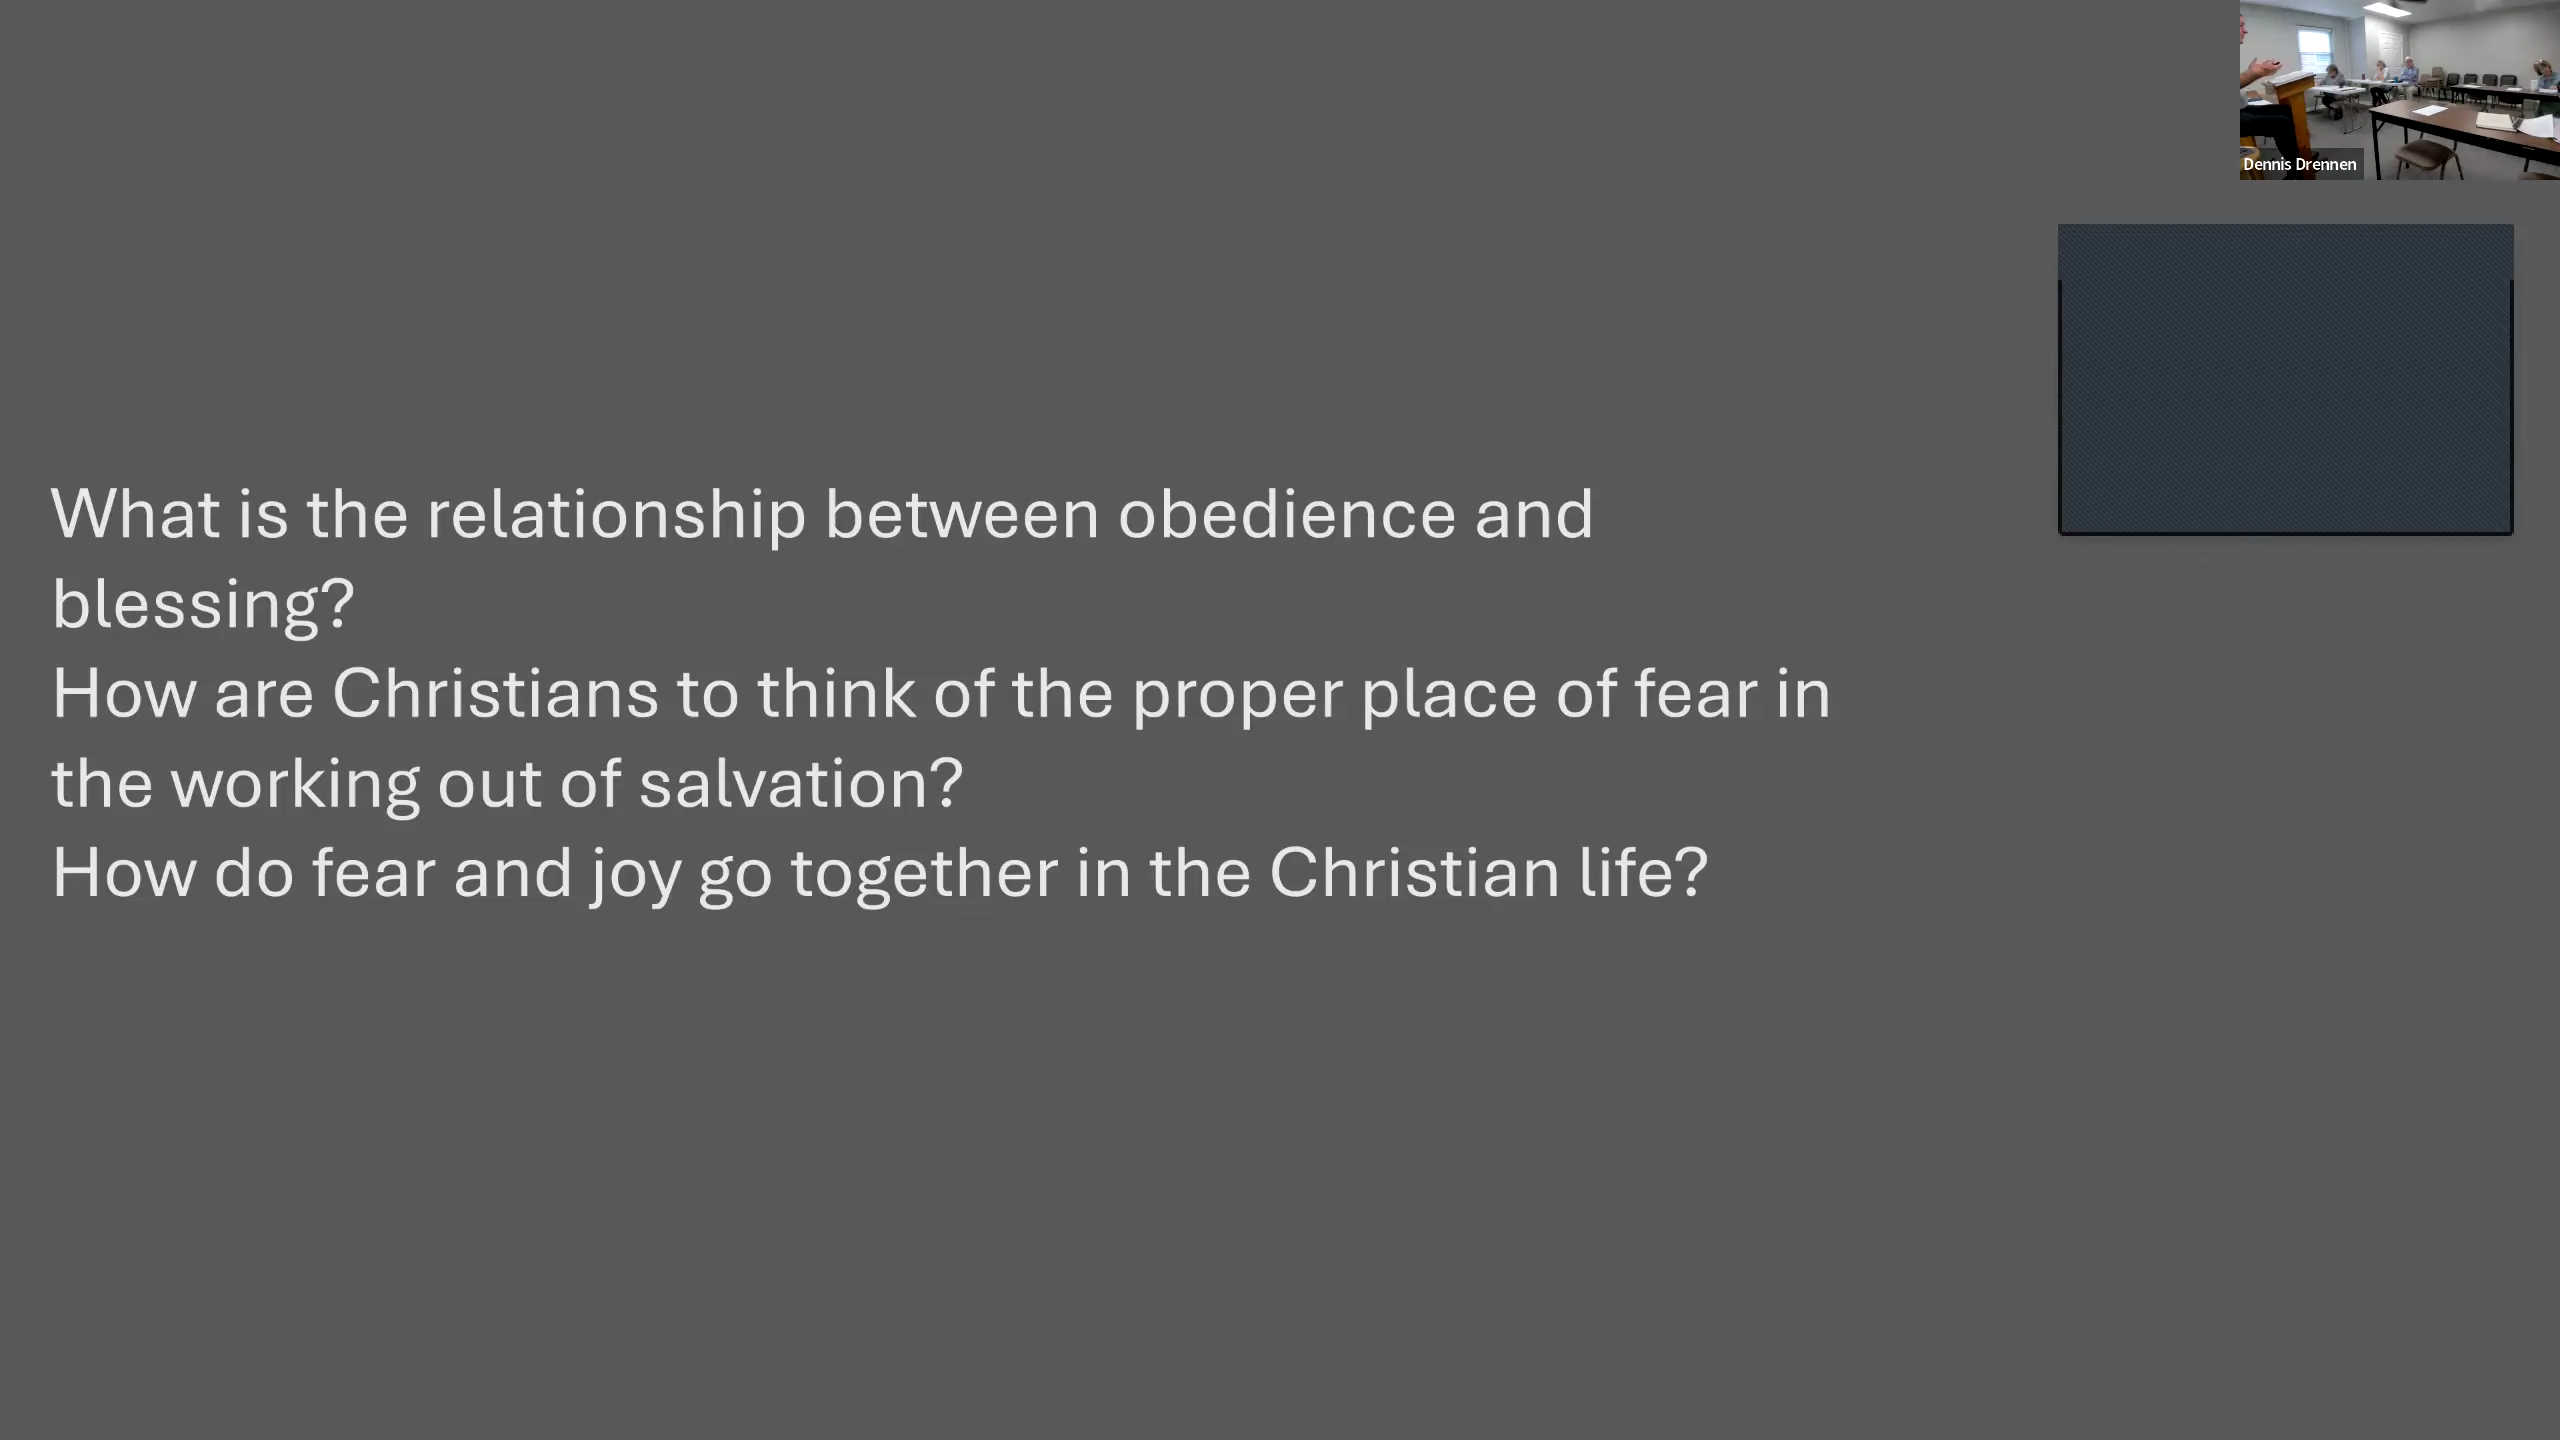 Dennis Drennen
What is the relationship between obedience and
blessing?
How are Christians to think of the proper place of fear in
the working out of salvation?
How do fear and joy go together in the Christian life?